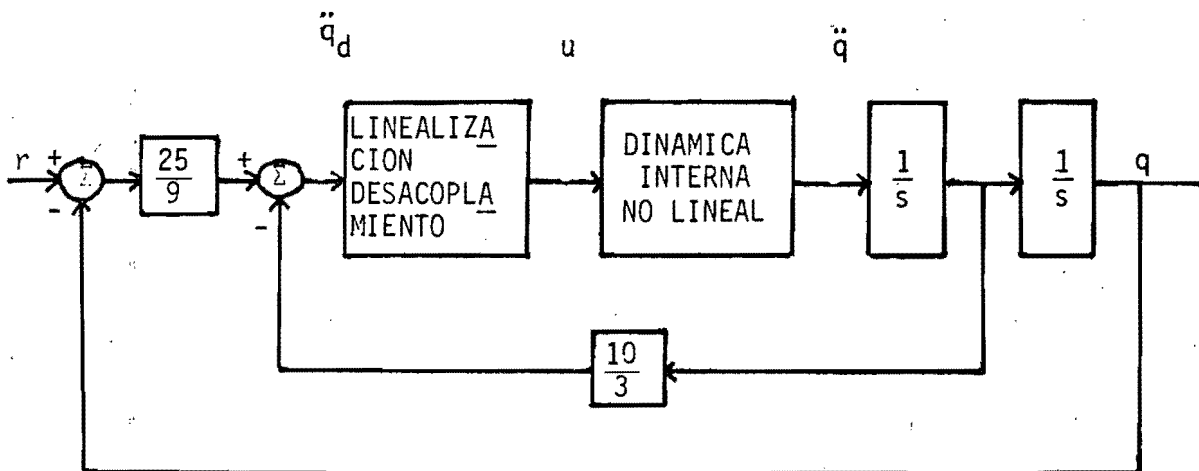 q̈d u q̈
r + - Σ
25
9
+ - Σ
LINEALIZA
CION
DESACOPLA
MIENTO
DINAMICA
INTERNA
NO LINEAL
1
s
1
s
q
10
3